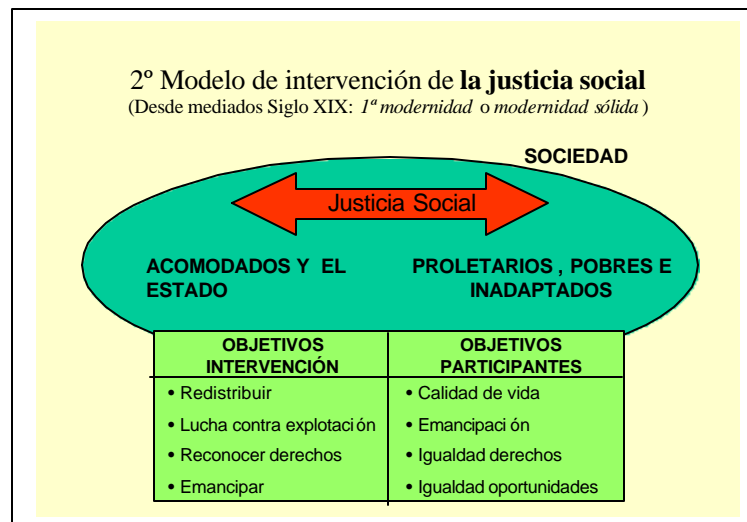 2º Modelo de intervención de la justicia social
(Desde mediados Siglo XIX: 1ª modernidad o modernidad sólida )
SOCIEDAD
Justicia Social
ACOMODADOS Y EL
ESTADO
PROLETARIOS , POBRES E
INADAPTADOS
OBJETIVOS
INTERVENCIÓN
OBJETIVOS
PARTICIPANTES
• Redistribuir
• Lucha contra explotación
• Reconocer derechos
• Emancipar
• Calidad de vida
• Emancipaci ón
• Igualdad derechos
• Igualdad oportunidades